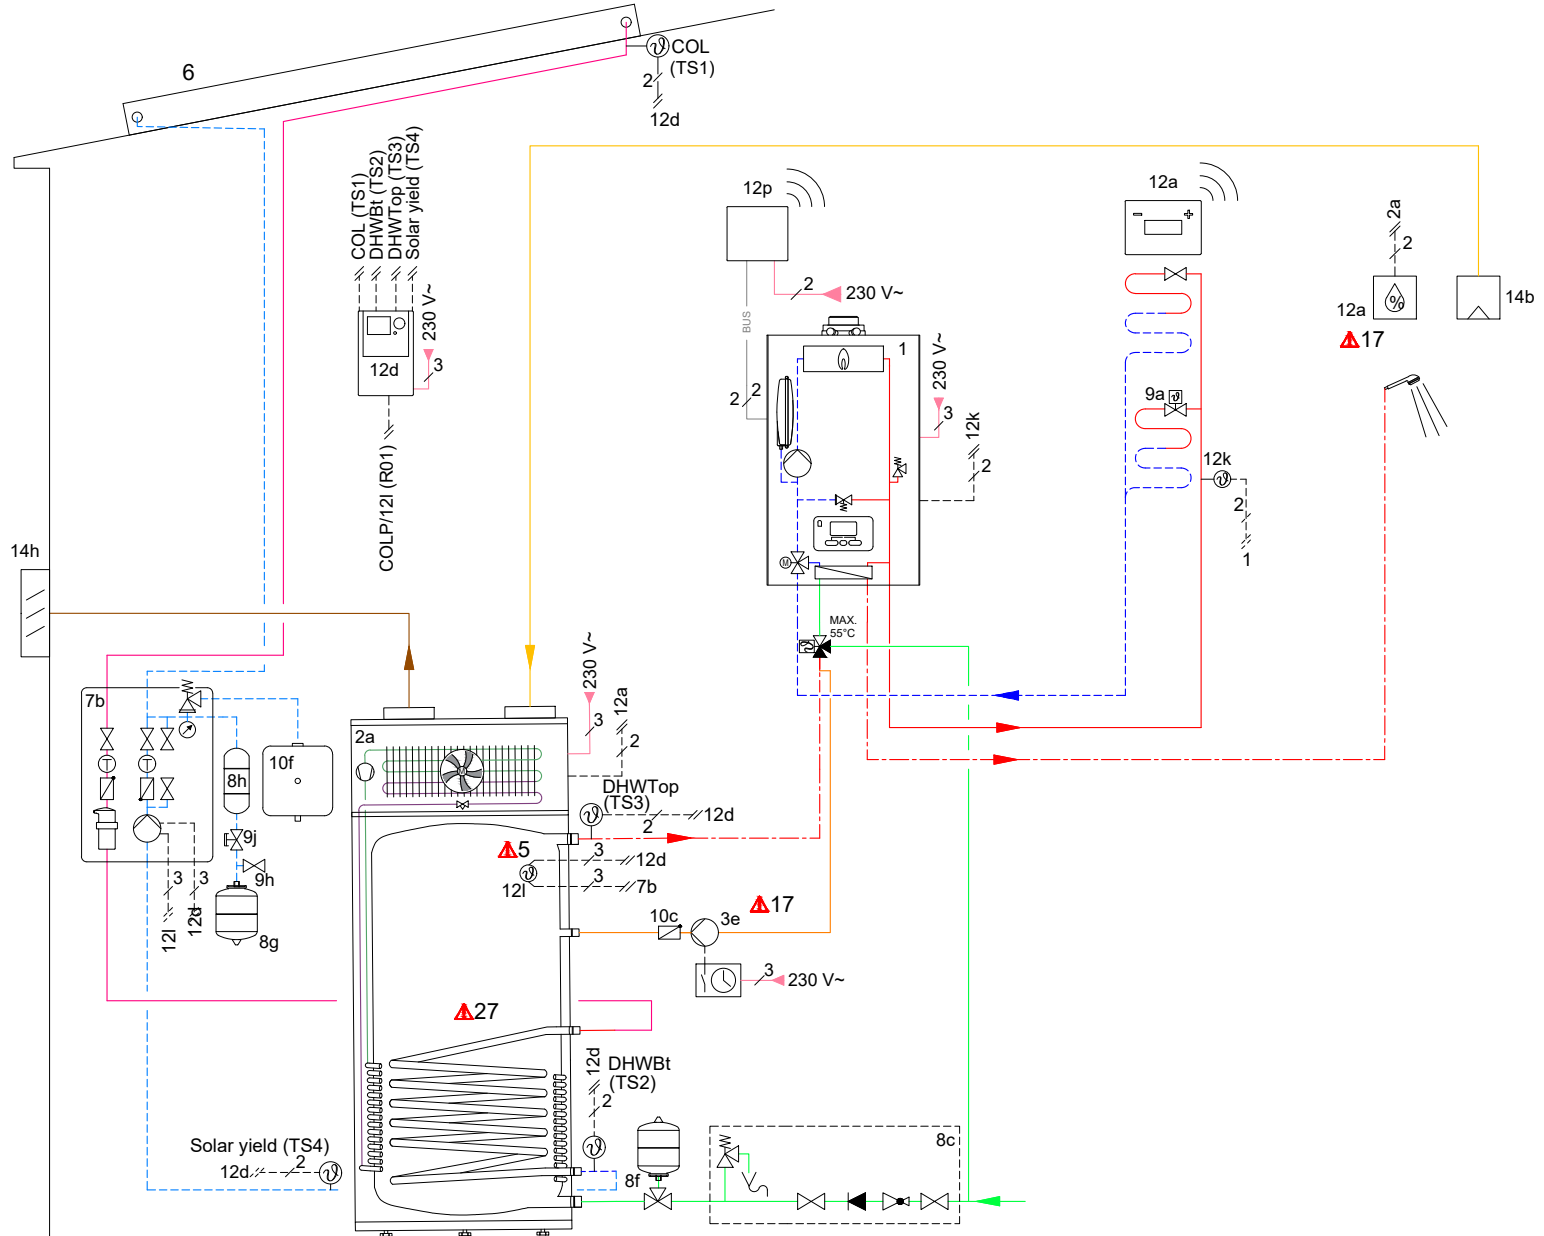 6
COL
(TS1)
2
12d
COL (TS1)
DHWBt (TS2)
DHWTop (TS3)
Solar yield (TS4)
230 V~
3
12d
COLP/12l (R01)
12p
2
230 V~
BUS
2
2
1
230 V~
3
12k
2
M
MAX.
55°C
12a
- +
9a
12k
2
1
2a
2
%
12a
17
14b
14h
7b
T
T
3
3
12l
12d
8h
9j
9h
8g
10f
2a
M
230 V~
3
12a
2
DHWTop
(TS3)
2
12d
5
3
12d
12l
3
7b
10c
3e
17
3
230 V~
27
12d
2
DHWBt
(TS2)
Solar yield (TS4)
12d
2
8f
8c